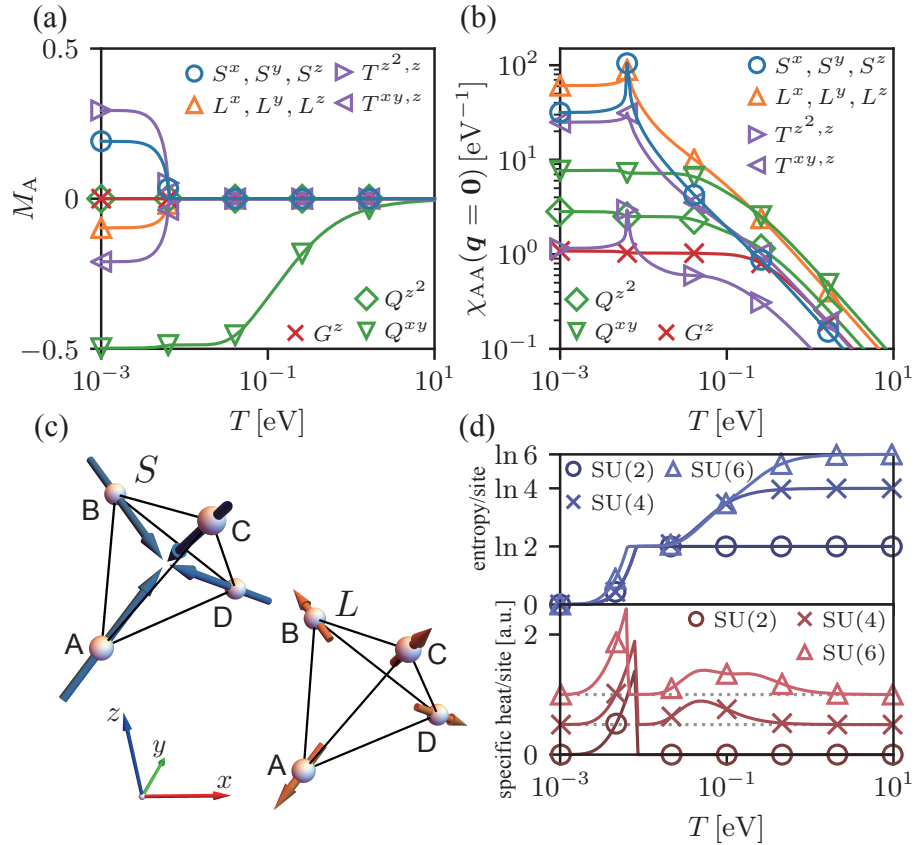 (a)
0.5
0
−0.5
M_A
S^x, S^y, S^z
L^x, L^y, L^z
T^{z^2,z}
T^{xy,z}
Q^{z^2}
G^z
Q^{xy}
10^{−3}
10^{−1}
10^1
T [eV]
(b)
10^2
10^1
10^0
10^{−1}
χ_{AA}(q = 0) [eV^{−1}]
S^x, S^y, S^z
L^x, L^y, L^z
T^{z^2,z}
T^{xy,z}
Q^{z^2}
Q^{xy}
G^z
10^{−3}
10^{−1}
10^1
T [eV]
(c)
S
B
C
A
D
L
B
C
A
D
z
y
x
(d)
ln 6
ln 4
ln 2
0
entropy/site
SU(2)
SU(6)
SU(4)
2
0
specific heat/site [a.u.]
SU(2)
SU(4)
SU(6)
10^{−3}
10^{−1}
10^1
T [eV]